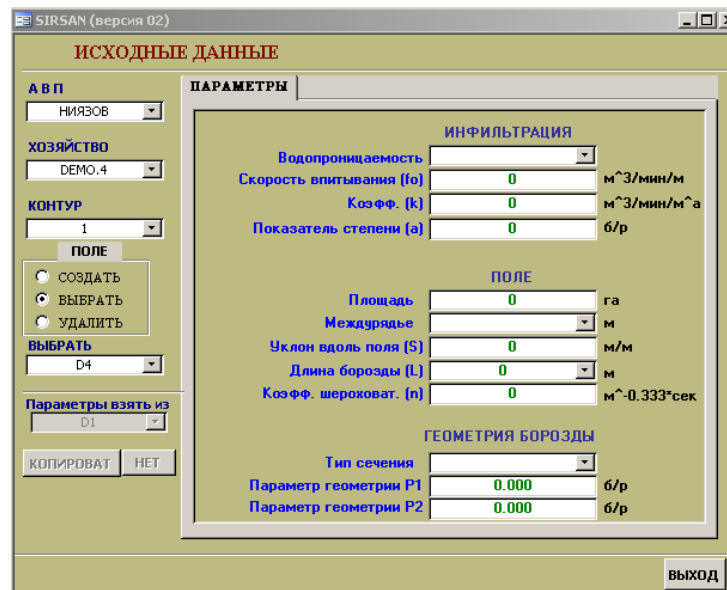 SIRSAN (версия 02)
ИСХОДНЫЕ ДАННЫЕ
А В П
НИЯЗОВ
ХОЗЯЙСТВО
DEMO.4
КОНТУР
1
ПОЛЕ
СОЗДАТЬ
ВЫБРАТЬ
УДАЛИТЬ
ВЫБРАТЬ
D4
Параметры взять из
D1
КОПИРОВАТ НЕТ
ПАРАМЕТРЫ
ИНФИЛЬТРАЦИЯ
Водопроницаемость
Скорость впитывания (fo) 0 м^3/мин/м
Коэфф. (k) 0 м^3/мин/м^а
Показатель степени (a) 0 б/р
ПОЛЕ
Площадь 0 га
Междурядье м
Уклон вдоль поля (S) 0 м/м
Длина борозды (L) 0 м
Коэфф. шероховат. (n) 0 м^-0.333*сек
ГЕОМЕТРИЯ БОРОЗДЫ
Тип сечения
Параметр геометрии P1 0.000 б/р
Параметр геометрии P2 0.000 б/р
ВЫХОД